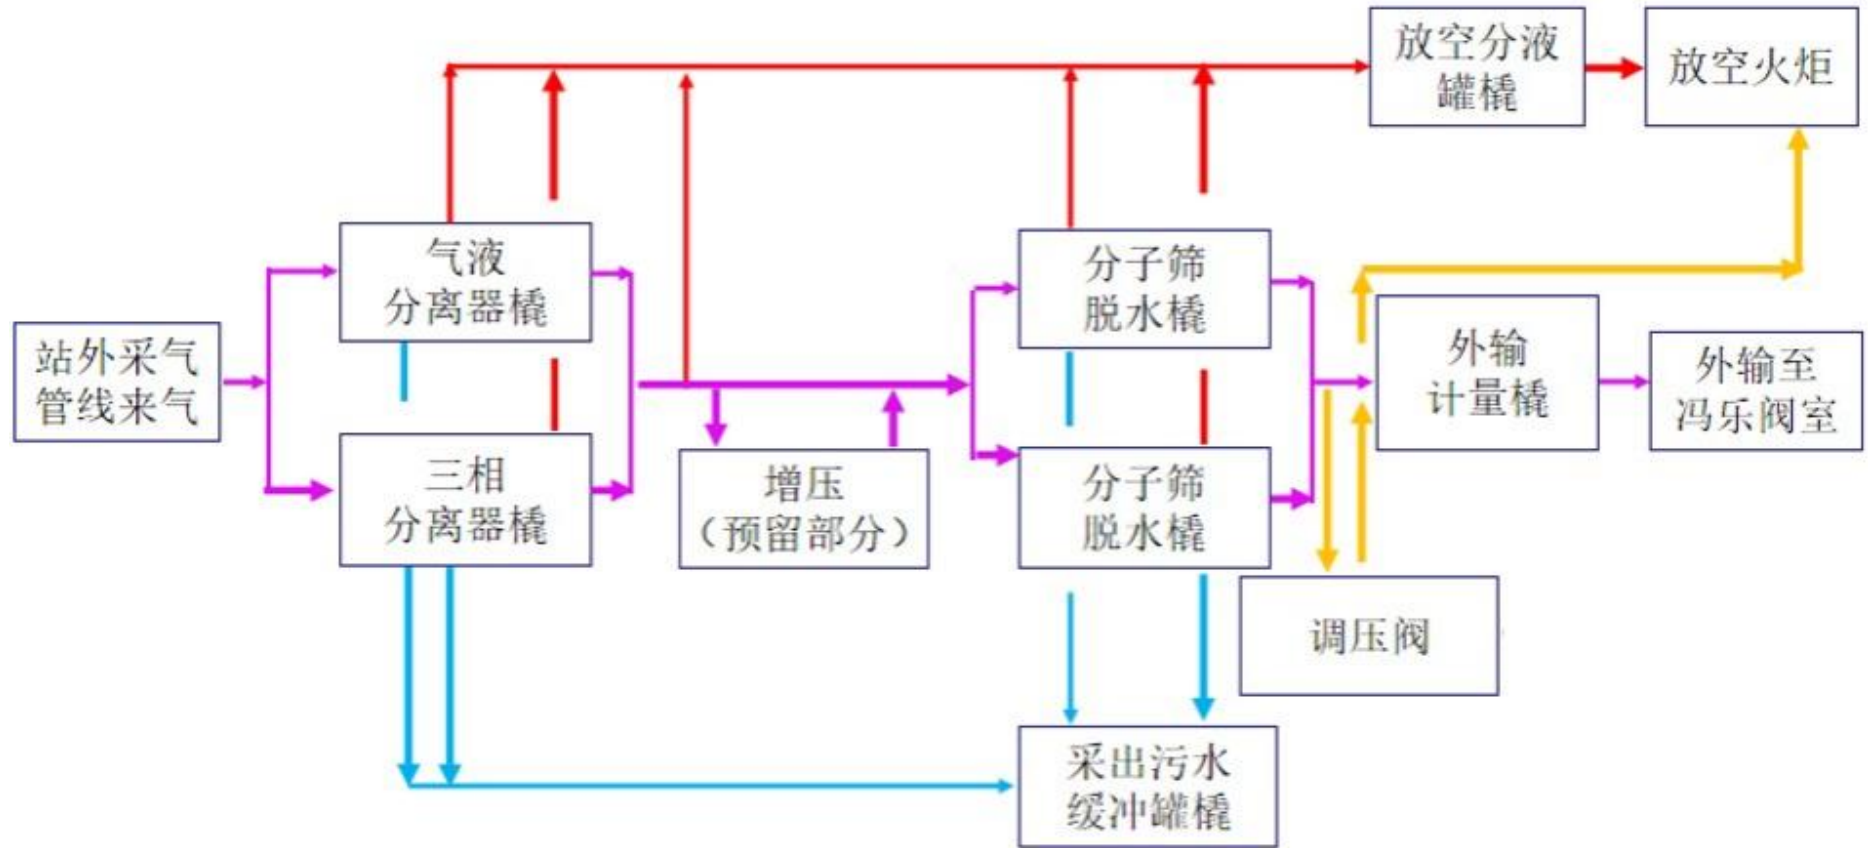 放空分液
罐橇
放空火炬
气液
分离器橇
分子筛
脱水橇
站外采气
管线来气
外输
计量橇
外输至
冯乐阀室
三相
分离器橇
增压
（预留部分）
分子筛
脱水橇
调压阀
采出污水
缓冲罐橇